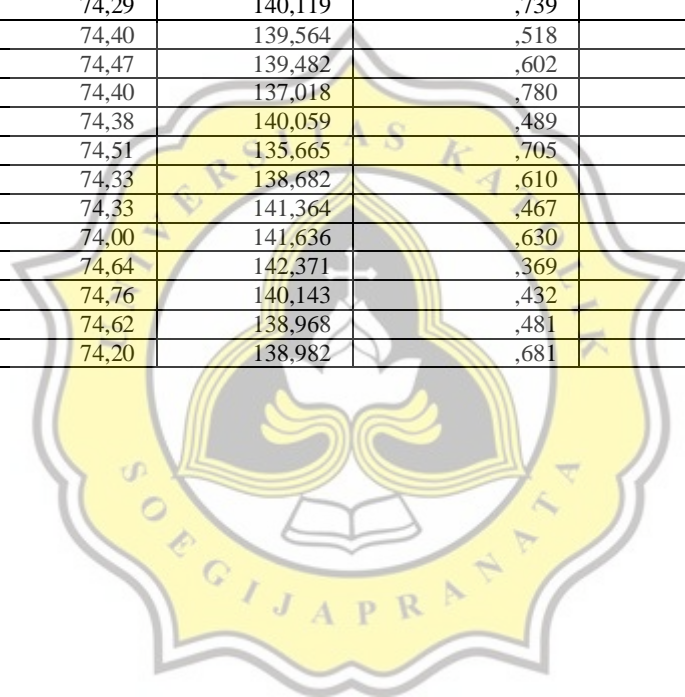 74,29 140,119 ,739
74,40 139,564 ,518
74,47 139,482 ,602
74,40 137,018 ,780
74,38 140,059 ,489
74,51 135,665 ,705
74,33 138,682 ,610
74,33 141,364 ,467
74,00 141,636 ,630
74,64 142,371 ,369
74,76 140,143 ,432
74,62 138,968 ,481
74,20 138,982 ,681
UNIVERSITAS KATOLIK
SOEGIJAPRANATA